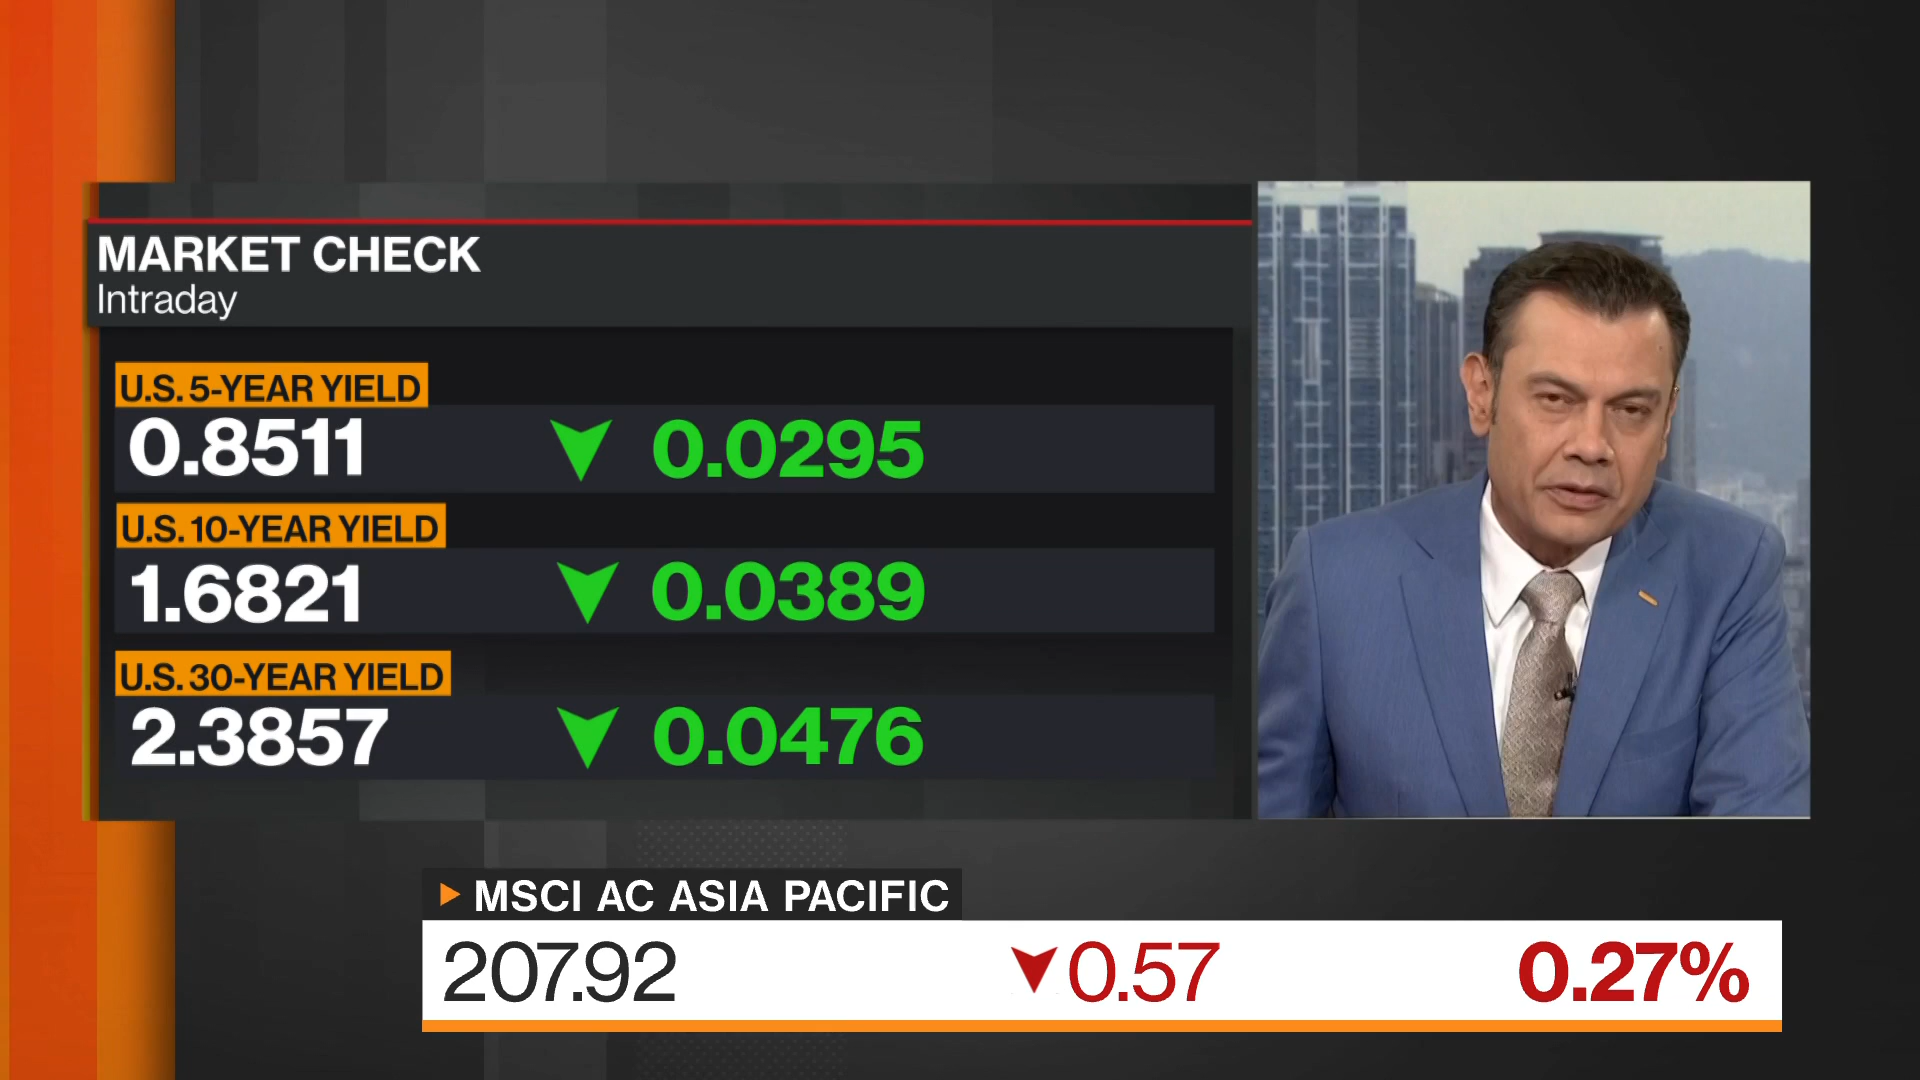 MARKET CHECK
Intraday
U.S. 5-YEAR YIELD
0.8511 ▼ 0.0295
U.S. 10-YEAR YIELD
1.6821 ▼ 0.0389
U.S. 30-YEAR YIELD
2.3857 ▼ 0.0476
MSCI AC ASIA PACIFIC
207.92 ▼0.57 0.27%